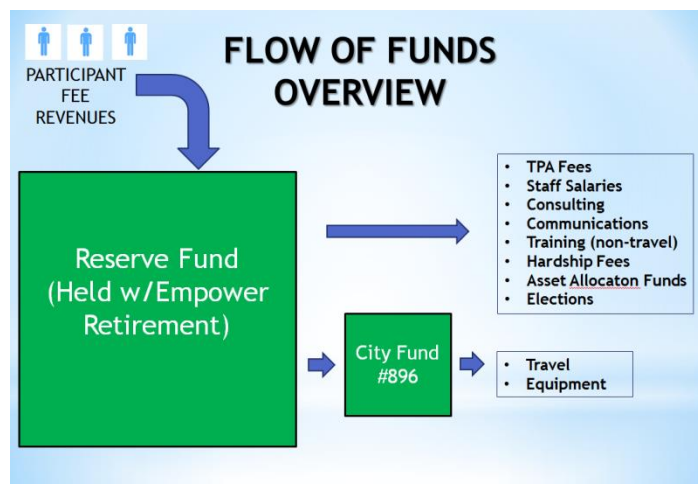 FLOW OF FUNDS
OVERVIEW
PARTICIPANT
FEE
REVENUES
Reserve Fund
(Held w/Empower
Retirement)
• TPA Fees
• Staff Salaries
• Consulting
• Communications
• Training (non-travel)
• Hardship Fees
• Asset Allocaton Funds
• Elections
City Fund
#896
• Travel
• Equipment